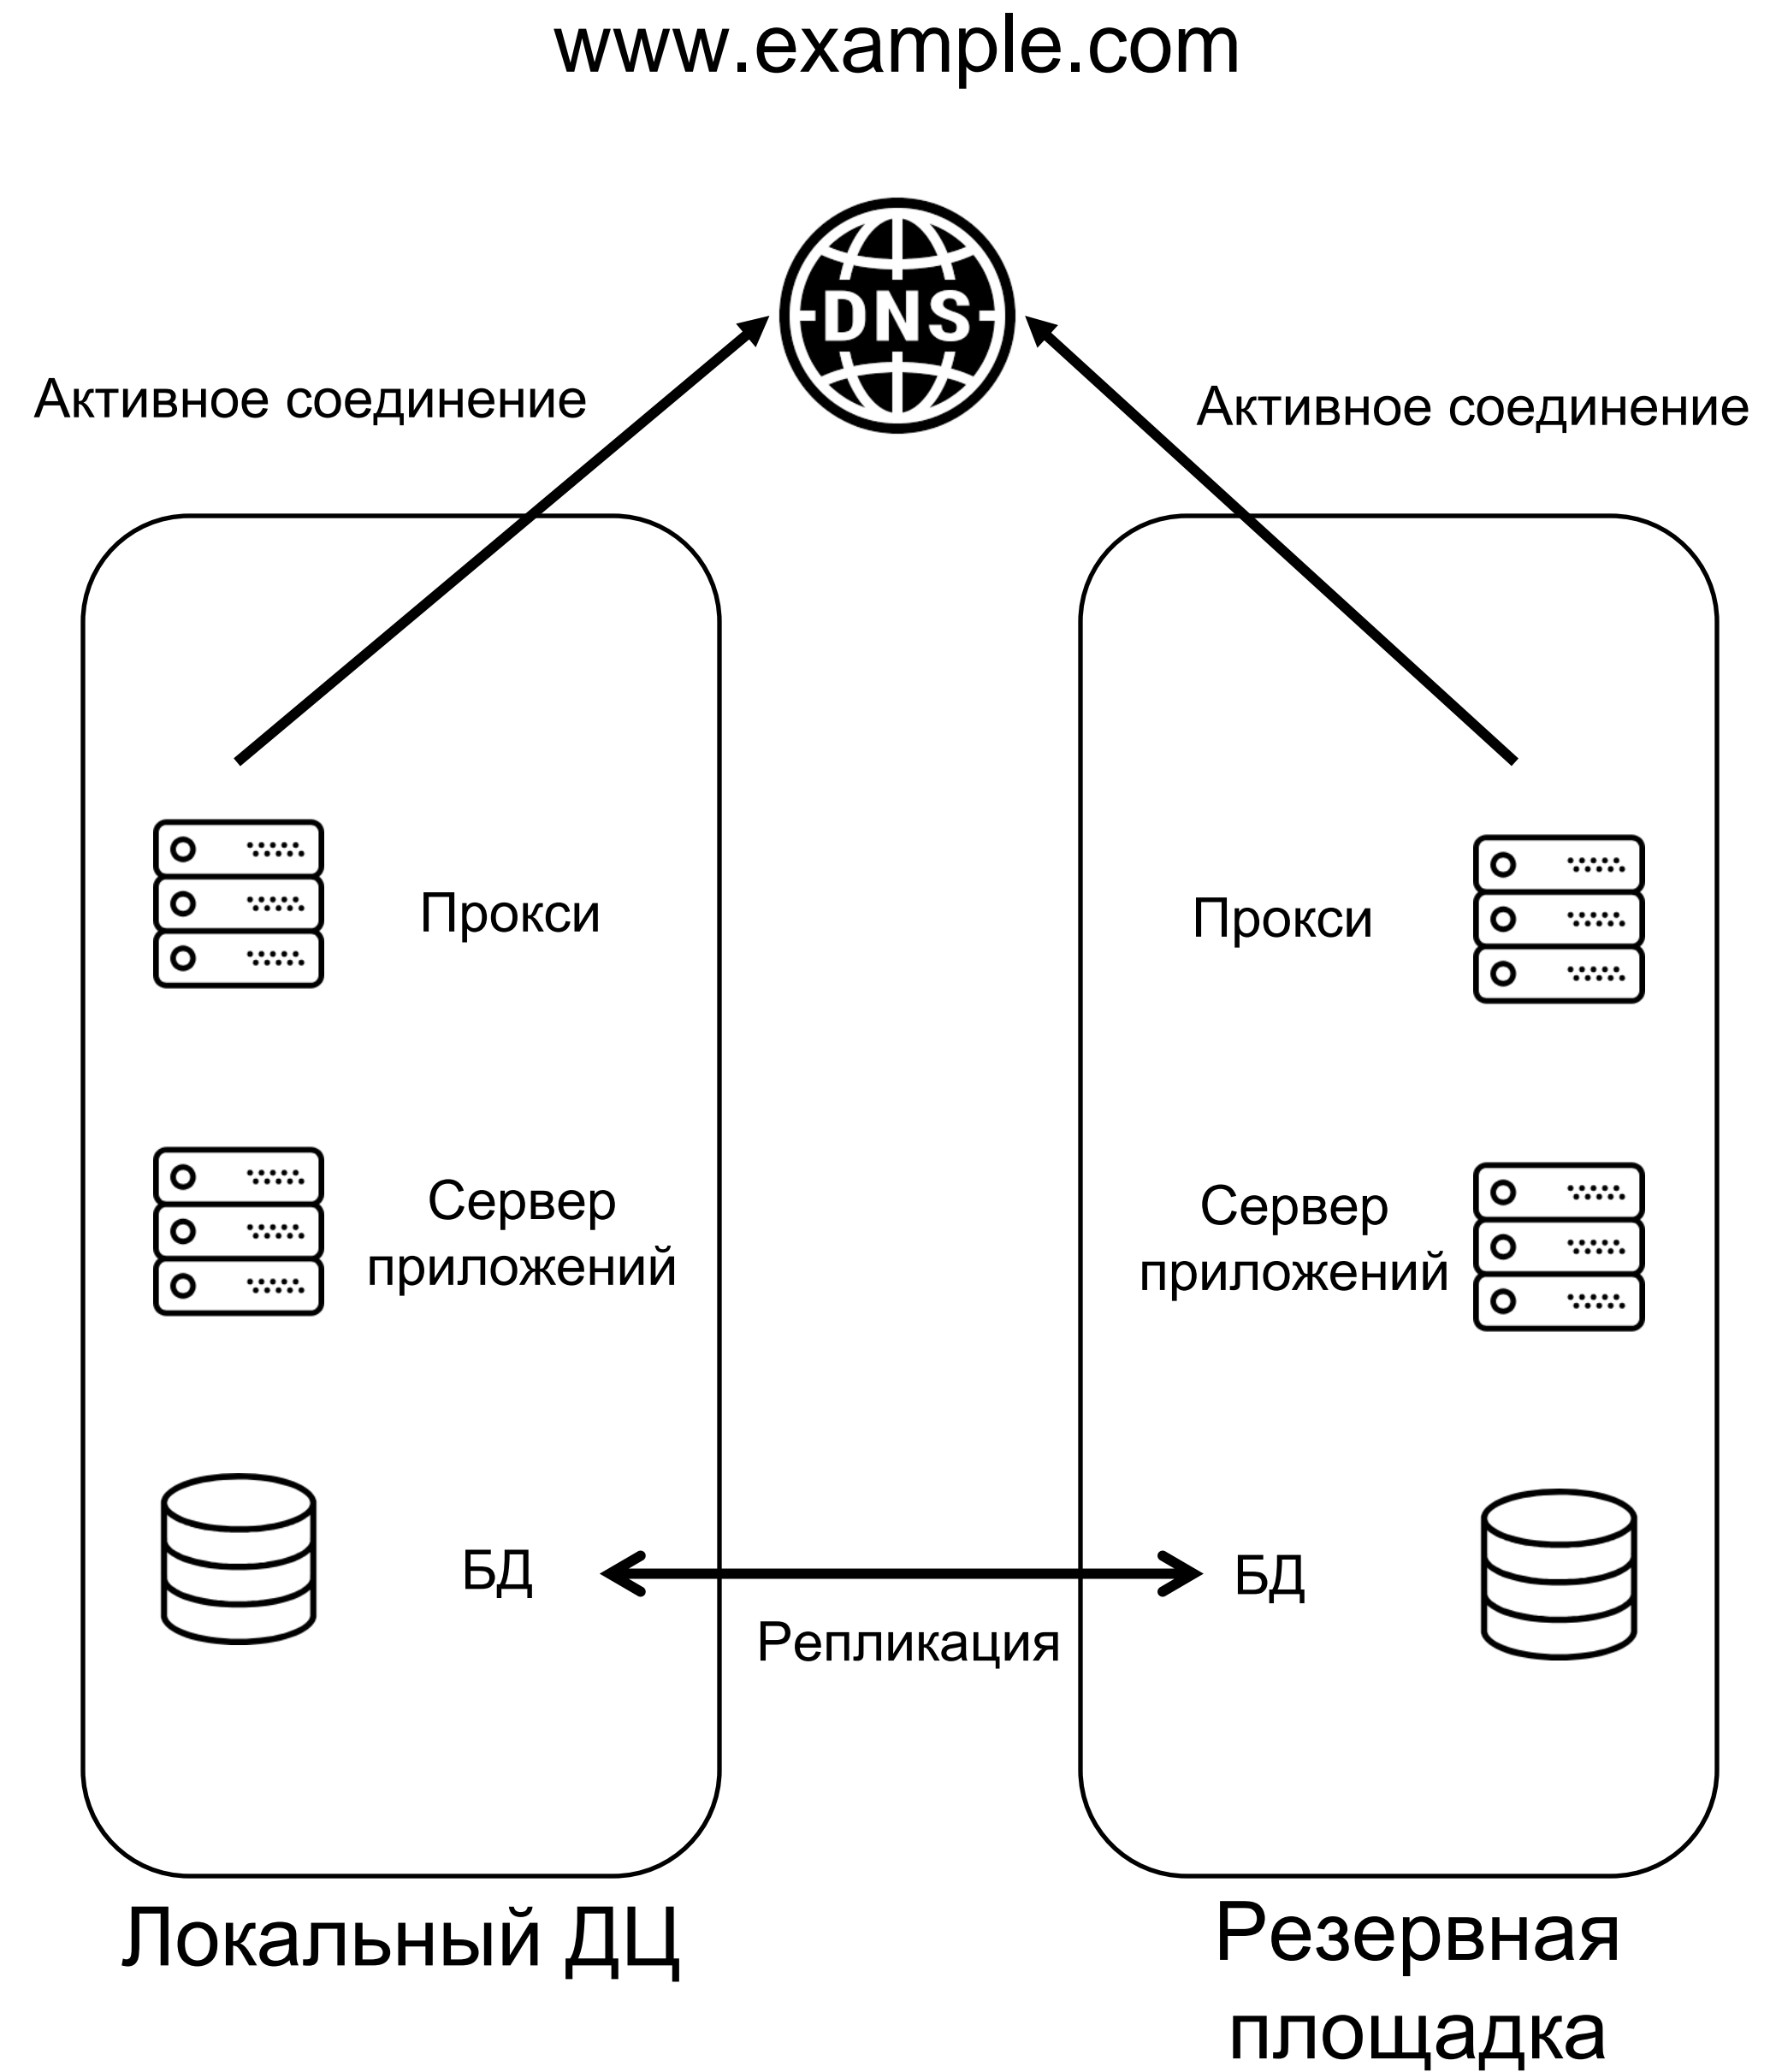 www.example.com
DNS
Активное соединение
Активное соединение
Прокси
Прокси
Сервер
приложений
Сервер
приложений
БД
БД
Репликация
Локальный ДЦ
Резервная
площадка